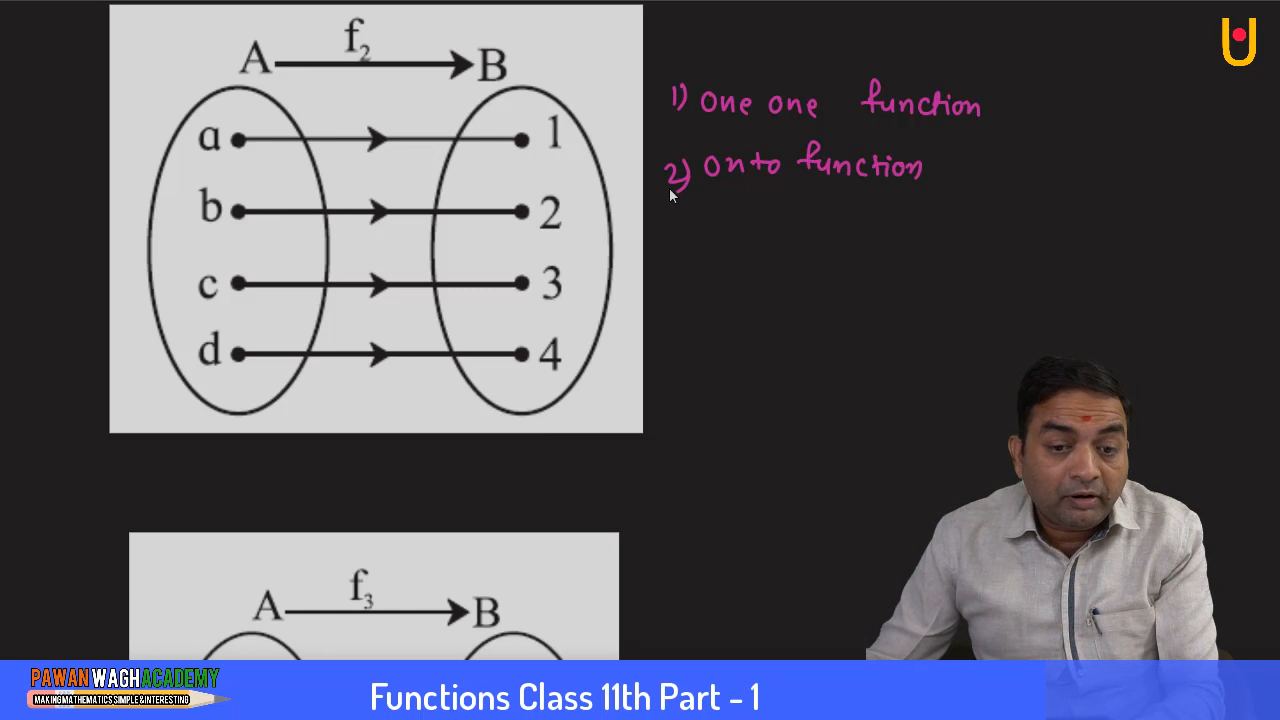 A f₂ B
a 1
b 2
c 3
d 4
1) One one function
2) Onto function
A f₃ B
PAWAN WAGH ACADEMY
MAKING MATHEMATICS SIMPLE & INTERESTING
Functions Class 11th Part - 1